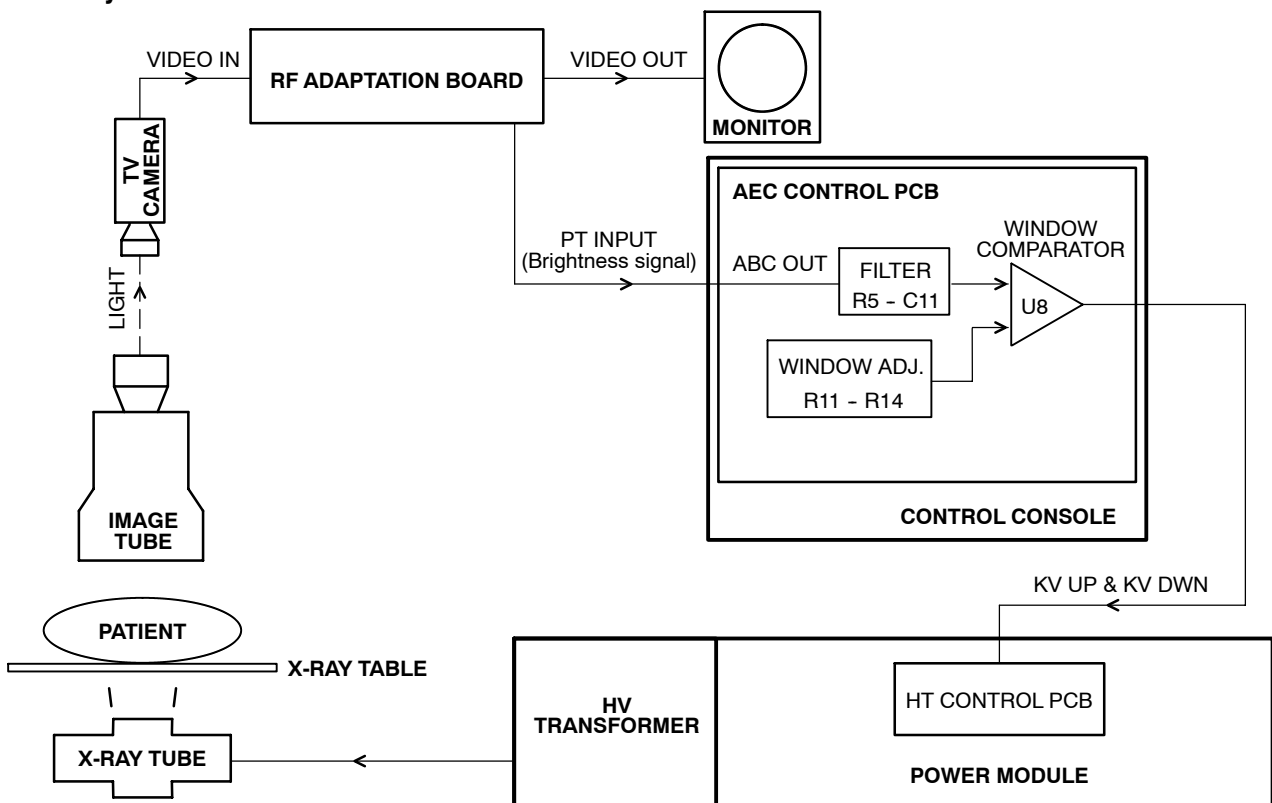 VIDEO IN
RF ADAPTATION BOARD
VIDEO OUT
MONITOR
TV
CAMERA
LIGHT
IMAGE
TUBE
PT INPUT
(Brightness signal)
AEC CONTROL PCB
ABC OUT
FILTER
R5 - C11
WINDOW
COMPARATOR
U8
WINDOW ADJ.
R11 - R14
CONTROL CONSOLE
KV UP & KV DWN
PATIENT
X-RAY TABLE
X-RAY TUBE
HV
TRANSFORMER
HT CONTROL PCB
POWER MODULE